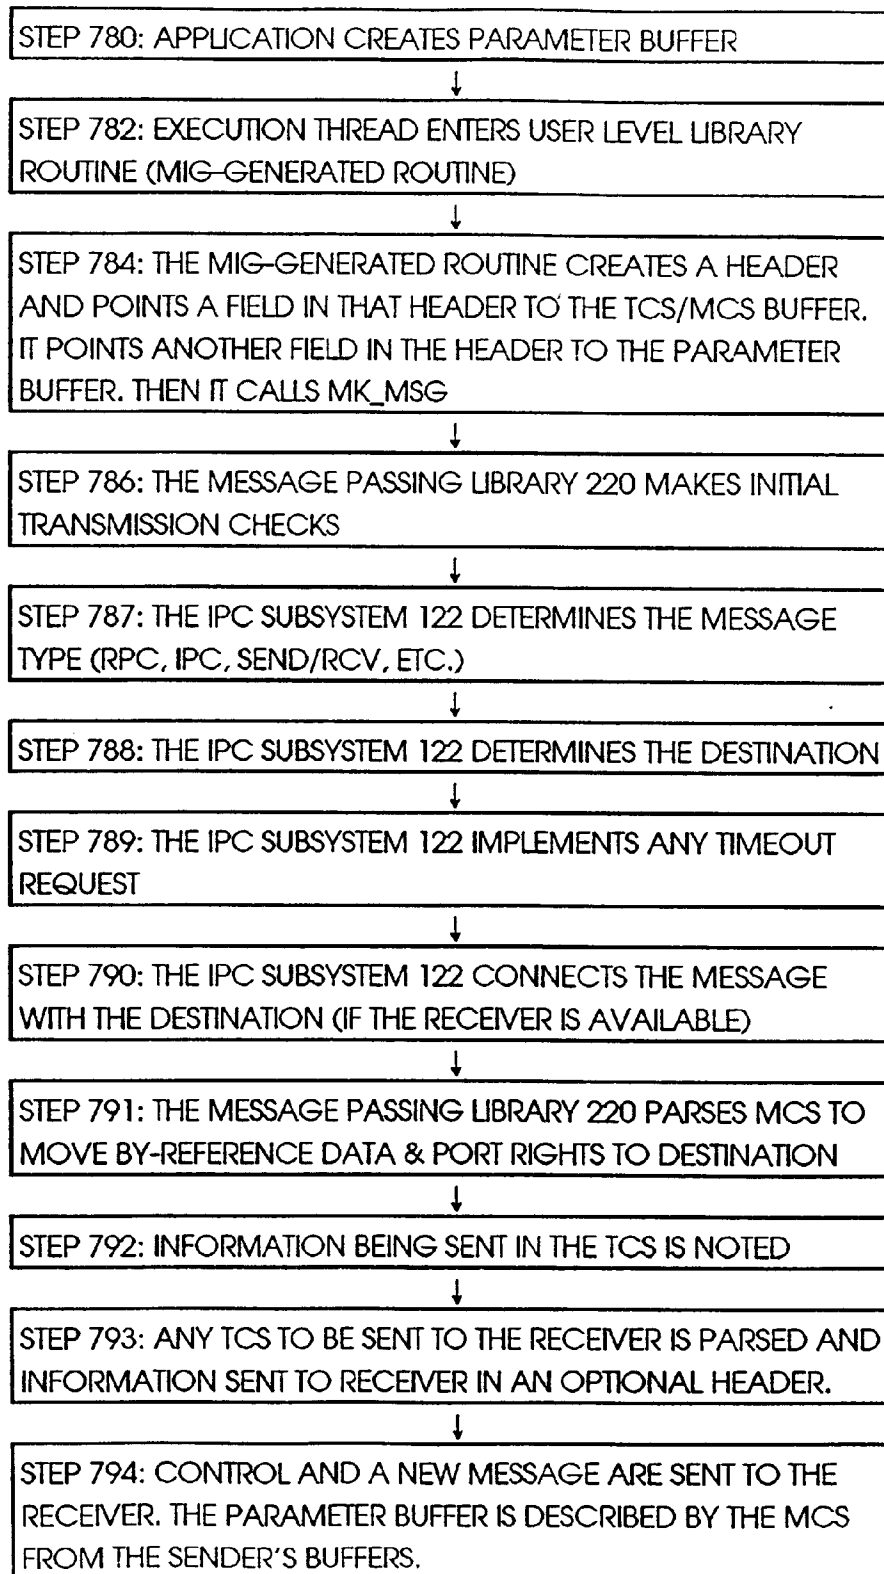 STEP 780: APPLICATION CREATES PARAMETER BUFFER
STEP 782: EXECUTION THREAD ENTERS USER LEVEL LIBRARY
ROUTINE (MIG-GENERATED ROUTINE)
STEP 784: THE MIG-GENERATED ROUTINE CREATES A HEADER
AND POINTS A FIELD IN THAT HEADER TO THE TCS/MCS BUFFER.
IT POINTS ANOTHER FIELD IN THE HEADER TO THE PARAMETER
BUFFER. THEN IT CALLS MK_MSG
STEP 786: THE MESSAGE PASSING LIBRARY 220 MAKES INITIAL
TRANSMISSION CHECKS
STEP 787: THE IPC SUBSYSTEM 122 DETERMINES THE MESSAGE
TYPE (RPC, IPC, SEND/RCV, ETC.)
STEP 788: THE IPC SUBSYSTEM 122 DETERMINES THE DESTINATION
STEP 789: THE IPC SUBSYSTEM 122 IMPLEMENTS ANY TIMEOUT
REQUEST
STEP 790: THE IPC SUBSYSTEM 122 CONNECTS THE MESSAGE
WITH THE DESTINATION (IF THE RECEIVER IS AVAILABLE)
STEP 791: THE MESSAGE PASSING LIBRARY 220 PARSES MCS TO
MOVE BY-REFERENCE DATA & PORT RIGHTS TO DESTINATION
STEP 792: INFORMATION BEING SENT IN THE TCS IS NOTED
STEP 793: ANY TCS TO BE SENT TO THE RECEIVER IS PARSED AND
INFORMATION SENT TO RECEIVER IN AN OPTIONAL HEADER.
STEP 794: CONTROL AND A NEW MESSAGE ARE SENT TO THE
RECEIVER. THE PARAMETER BUFFER IS DESCRIBED BY THE MCS
FROM THE SENDER'S BUFFERS.